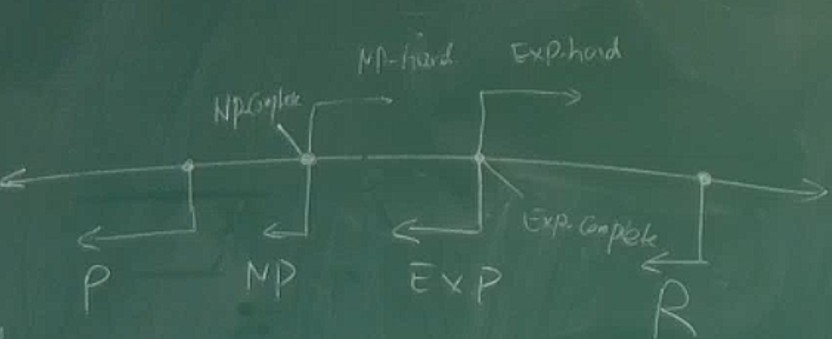 NP-hard
Exp-hard
Np-Complete
Exp-Complete
P
NP
Exp
R